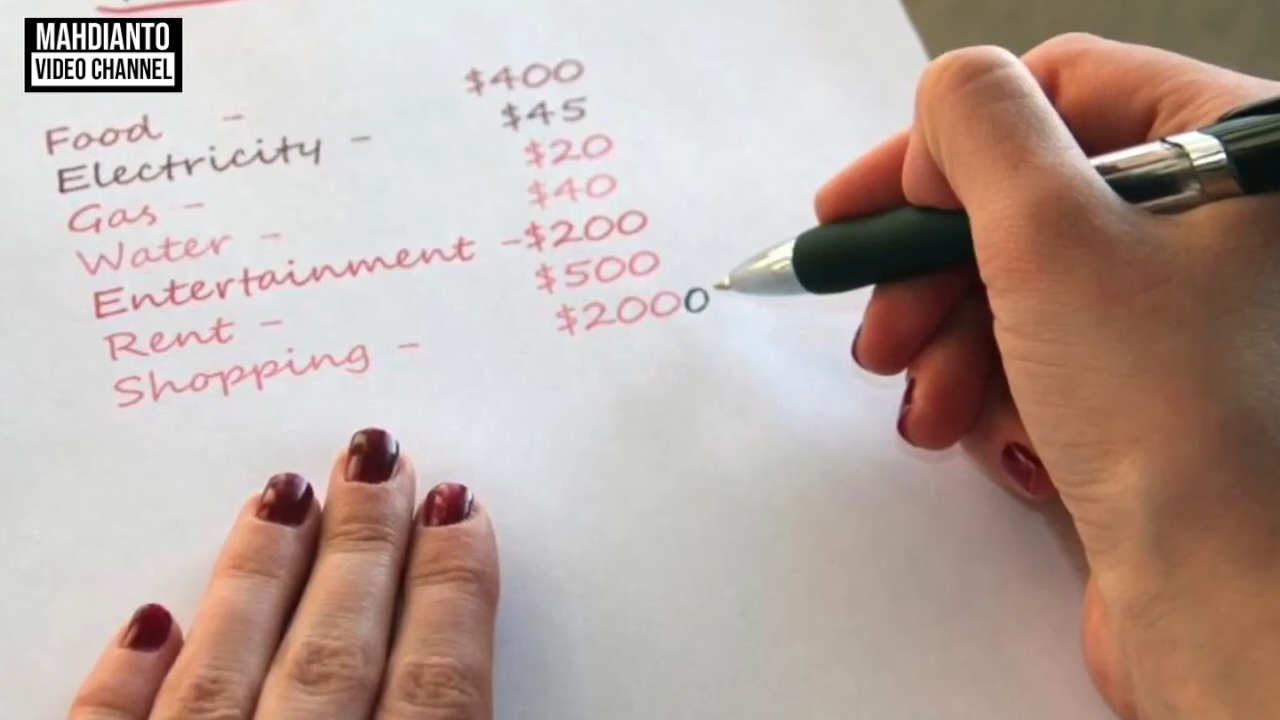 MAHDIANTO
VIDEO CHANNEL
Food - $400
Electricity - $45
Gas - $20
Water - $40
Entertainment - $200
Rent - $500
Shopping - $2000